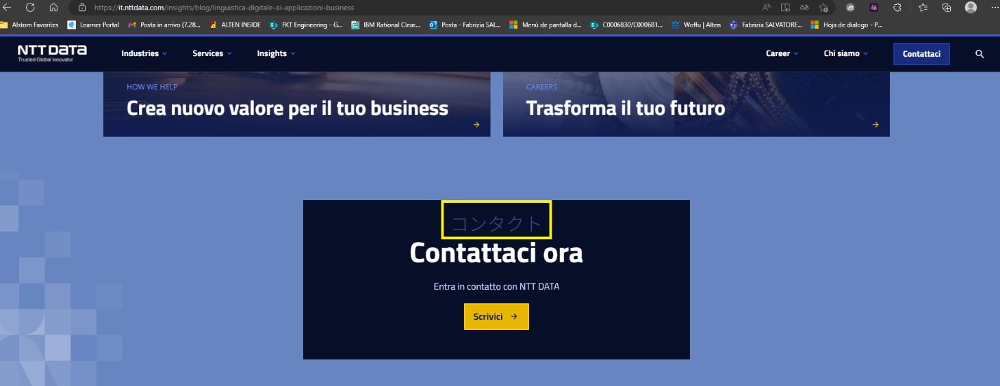 https://it.nttdata.com/insights/blog/linguistica-digitale-ai-applicazioni-business
Alstom Favorites Learner Portal Posta in arrivo (7.28... ALTEN INSIDE FKT Engineering - G... IBM Rational Clear... Posta - Fabrizia SAL... Menú de pantalla d... C0006830/C000681... Woffu | Alten Fabrizia SALVATORE... Hoja de dialogo - P...
NTT DATA
Trusted Global Innovator
Industries Services Insights Career Chi siamo Contattaci
HOW WE HELP
Crea nuovo valore per il tuo business
CAREERS
Trasforma il tuo futuro
コンタクト
Contattaci ora
Entra in contatto con NTT DATA
Scrivici